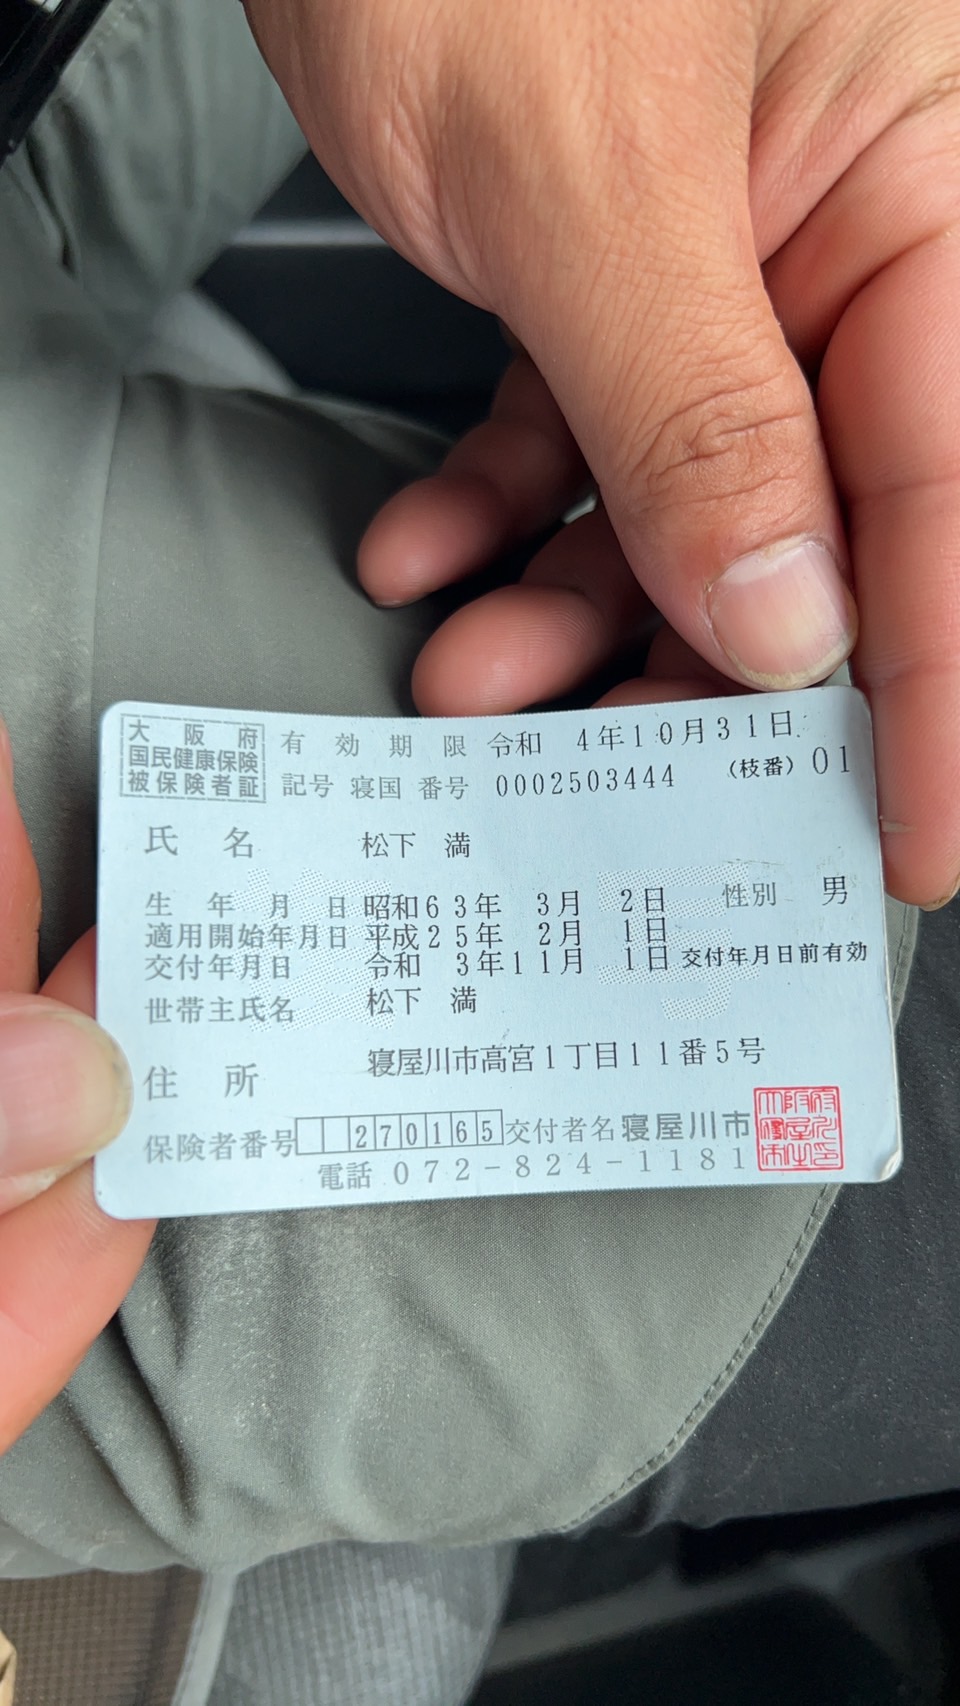 大阪府
国民健康保険
被保険者証
有効期限 令和 4年10月31日
記号 寝国 番号 0002503444 (枝番) 01
氏名 松下 満
生年月日 昭和63年 3月 2日 性別 男
適用開始年月日 平成25年 2月 1日
交付年月日 令和 3年11月 1日 交付年月日前有効
世帯主氏名 松下 満
住所 寝屋川市高宮1丁目11番5号
保険者番号 270165 交付者名 寝屋川市
電話 072-824-1181